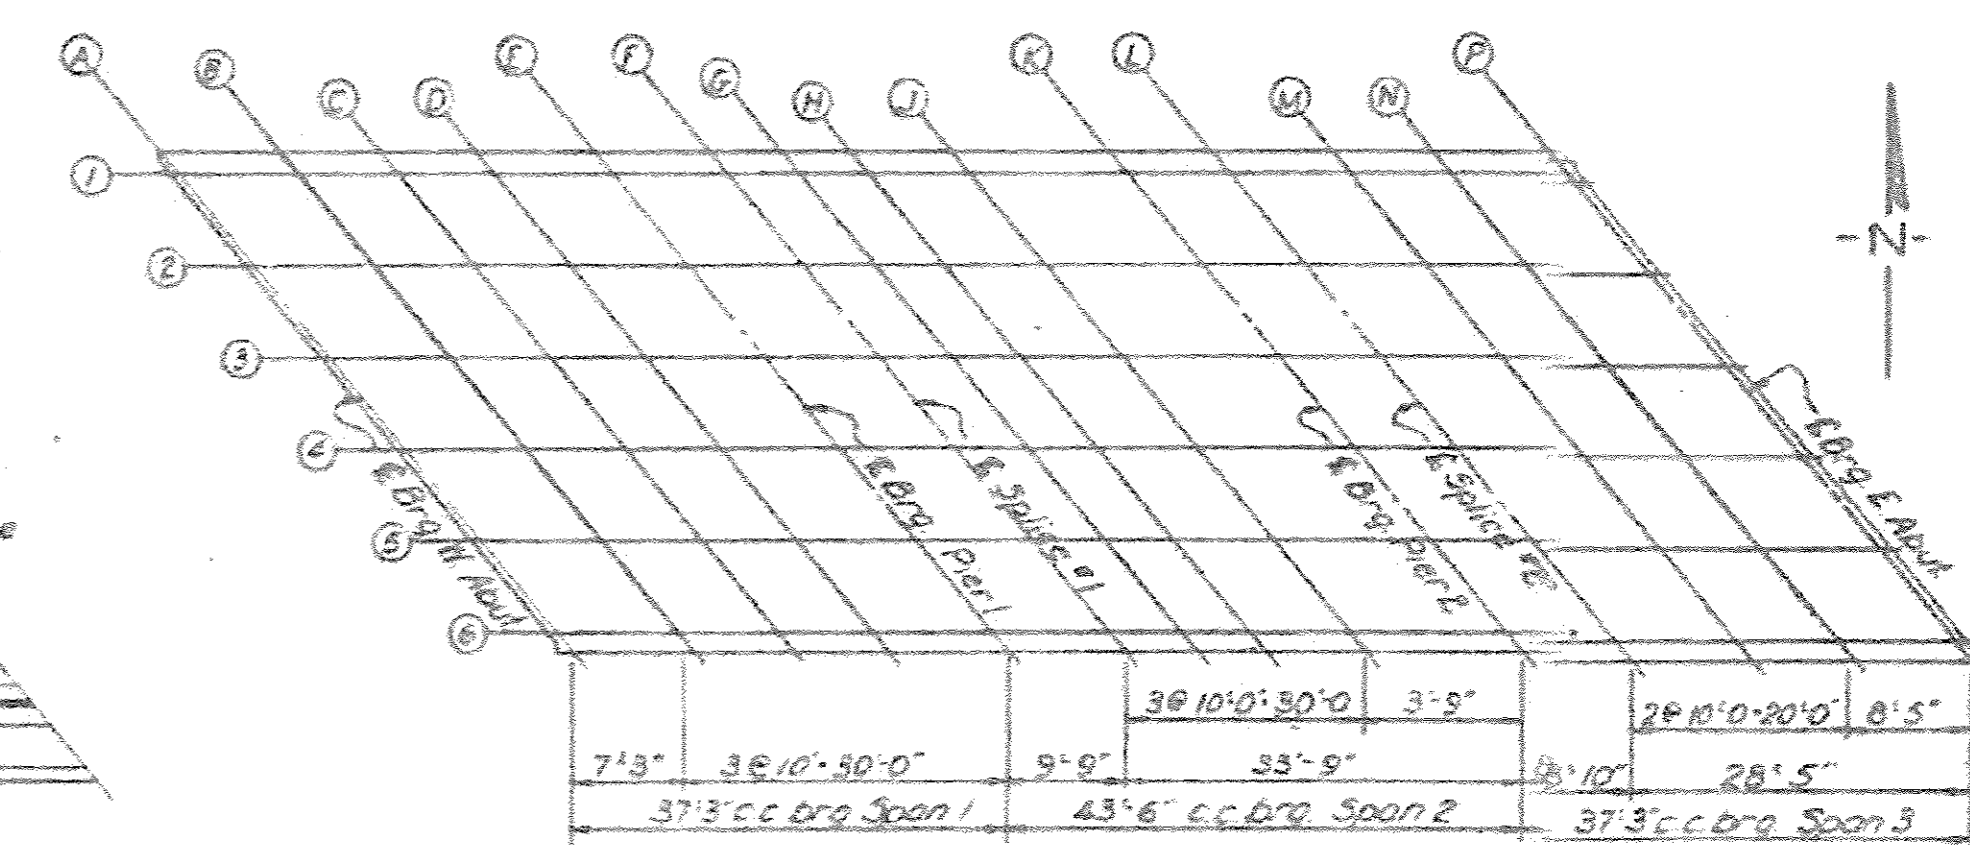 A B C D E F G H J K L M N P
1
2
3
4
5
6
-N-
℄ Brg W Abut
℄ Brg Pier 1
℄ Splice #1
℄ Brg Pier 2
℄ Splice #2
℄ Brg E Abut
3@10'-0"=30'-0 3'-9"
2@10'-0=20'-0" 8'-5"
7'-3" 3@10'=30'-0" 9'-9" 33'-9" 8'-10" 28'-5"
37'-3" c.c. brg. Span 1 43'-6" c.c. brg. Span 2 37'-3" c.c. brg. Span 3